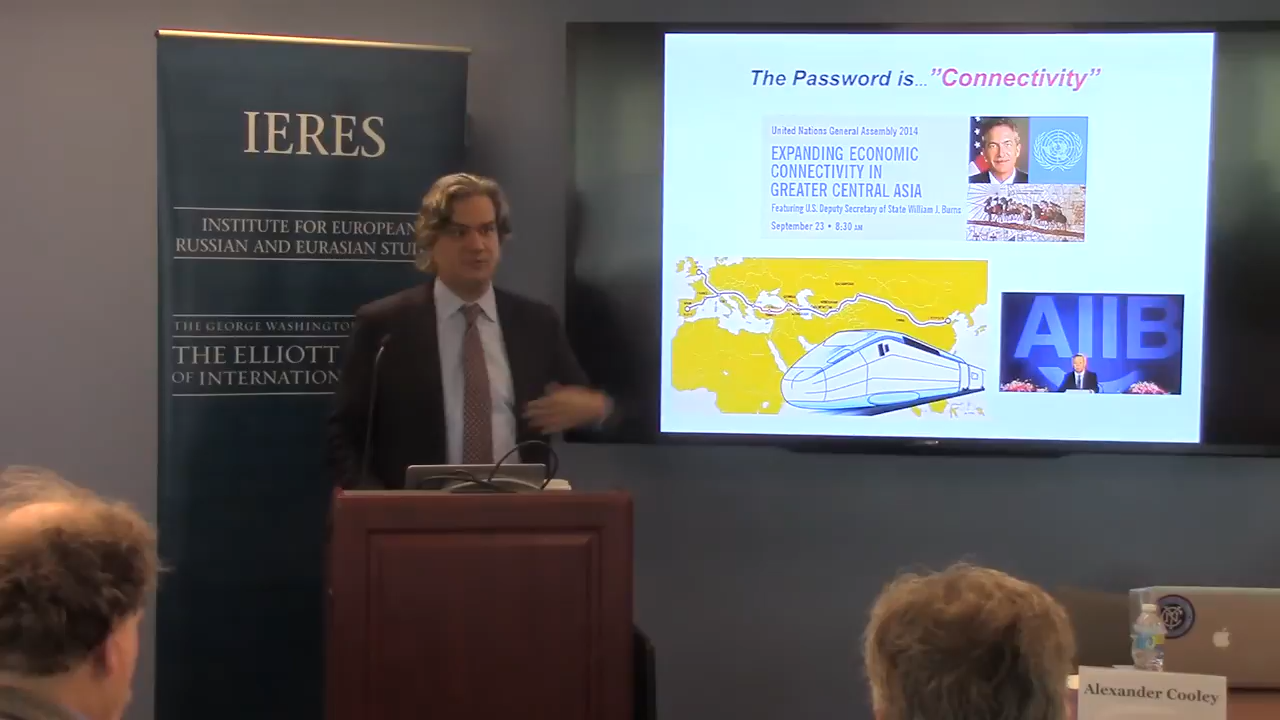 IERES
INSTITUTE FOR EUROPEAN
RUSSIAN AND EURASIAN STU
THE GEORGE WASHINGTO
THE ELLIOTT
OF INTERNATION
The Password is..."Connectivity"
United Nations General Assembly 2014
EXPANDING ECONOMIC
CONNECTIVITY IN
GREATER CENTRAL ASIA
Featuring U.S. Deputy Secretary of State William J. Burns
September 23 • 8:30 AM
AIIB
Alexander Cooley